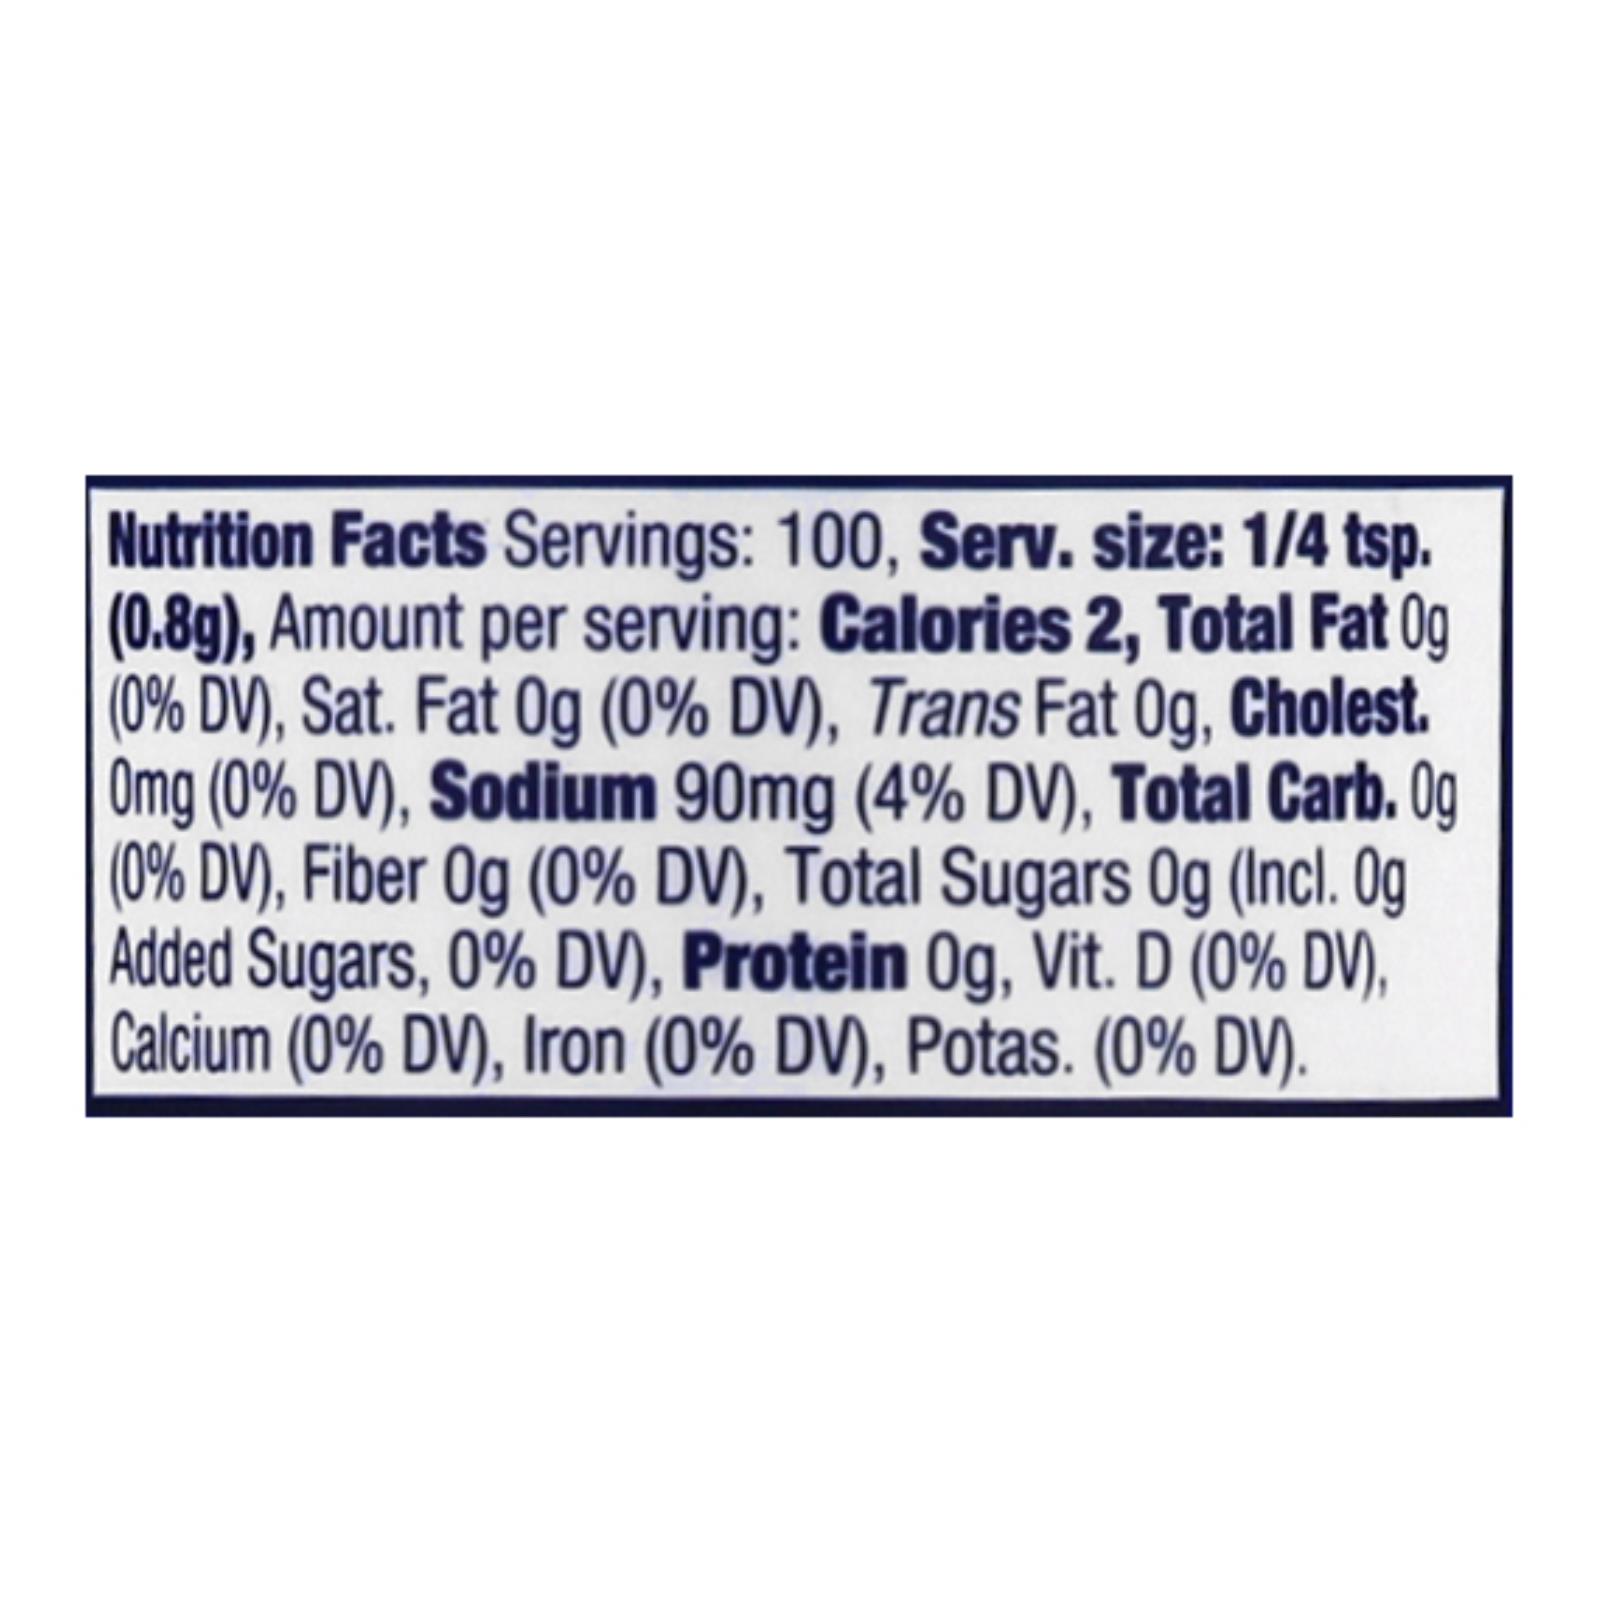 Nutrition Facts Servings: 100, Serv. size: 1/4 tsp.
(0.8g), Amount per serving: Calories 2, Total Fat 0g
(0% DV), Sat. Fat 0g (0% DV), Trans Fat 0g, Cholest.
0mg (0% DV), Sodium 90mg (4% DV), Total Carb. 0g
(0% DV), Fiber 0g (0% DV), Total Sugars 0g (Incl. 0g
Added Sugars, 0% DV), Protein 0g, Vit. D (0% DV),
Calcium (0% DV), Iron (0% DV), Potas. (0% DV).